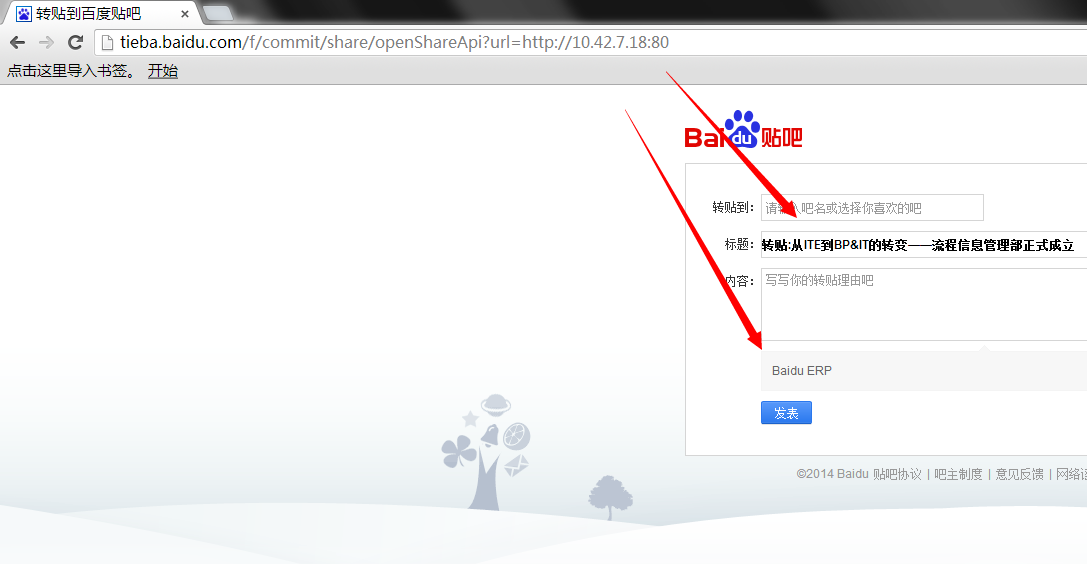 转贴到百度贴吧
tieba.baidu.com/f/commit/share/openShareApi?url=http://10.42.7.18:80
点击这里导入书签。 开始
Bai du 贴吧
转贴到: 请输入吧名或选择你喜欢的吧
标题: 转贴:从ITE到BP&IT的转变——流程信息管理部正式成立
内容: 写写你的转贴理由吧
Baidu ERP
发表
©2014 Baidu 贴吧协议 | 吧主制度 | 意见反馈 | 网络